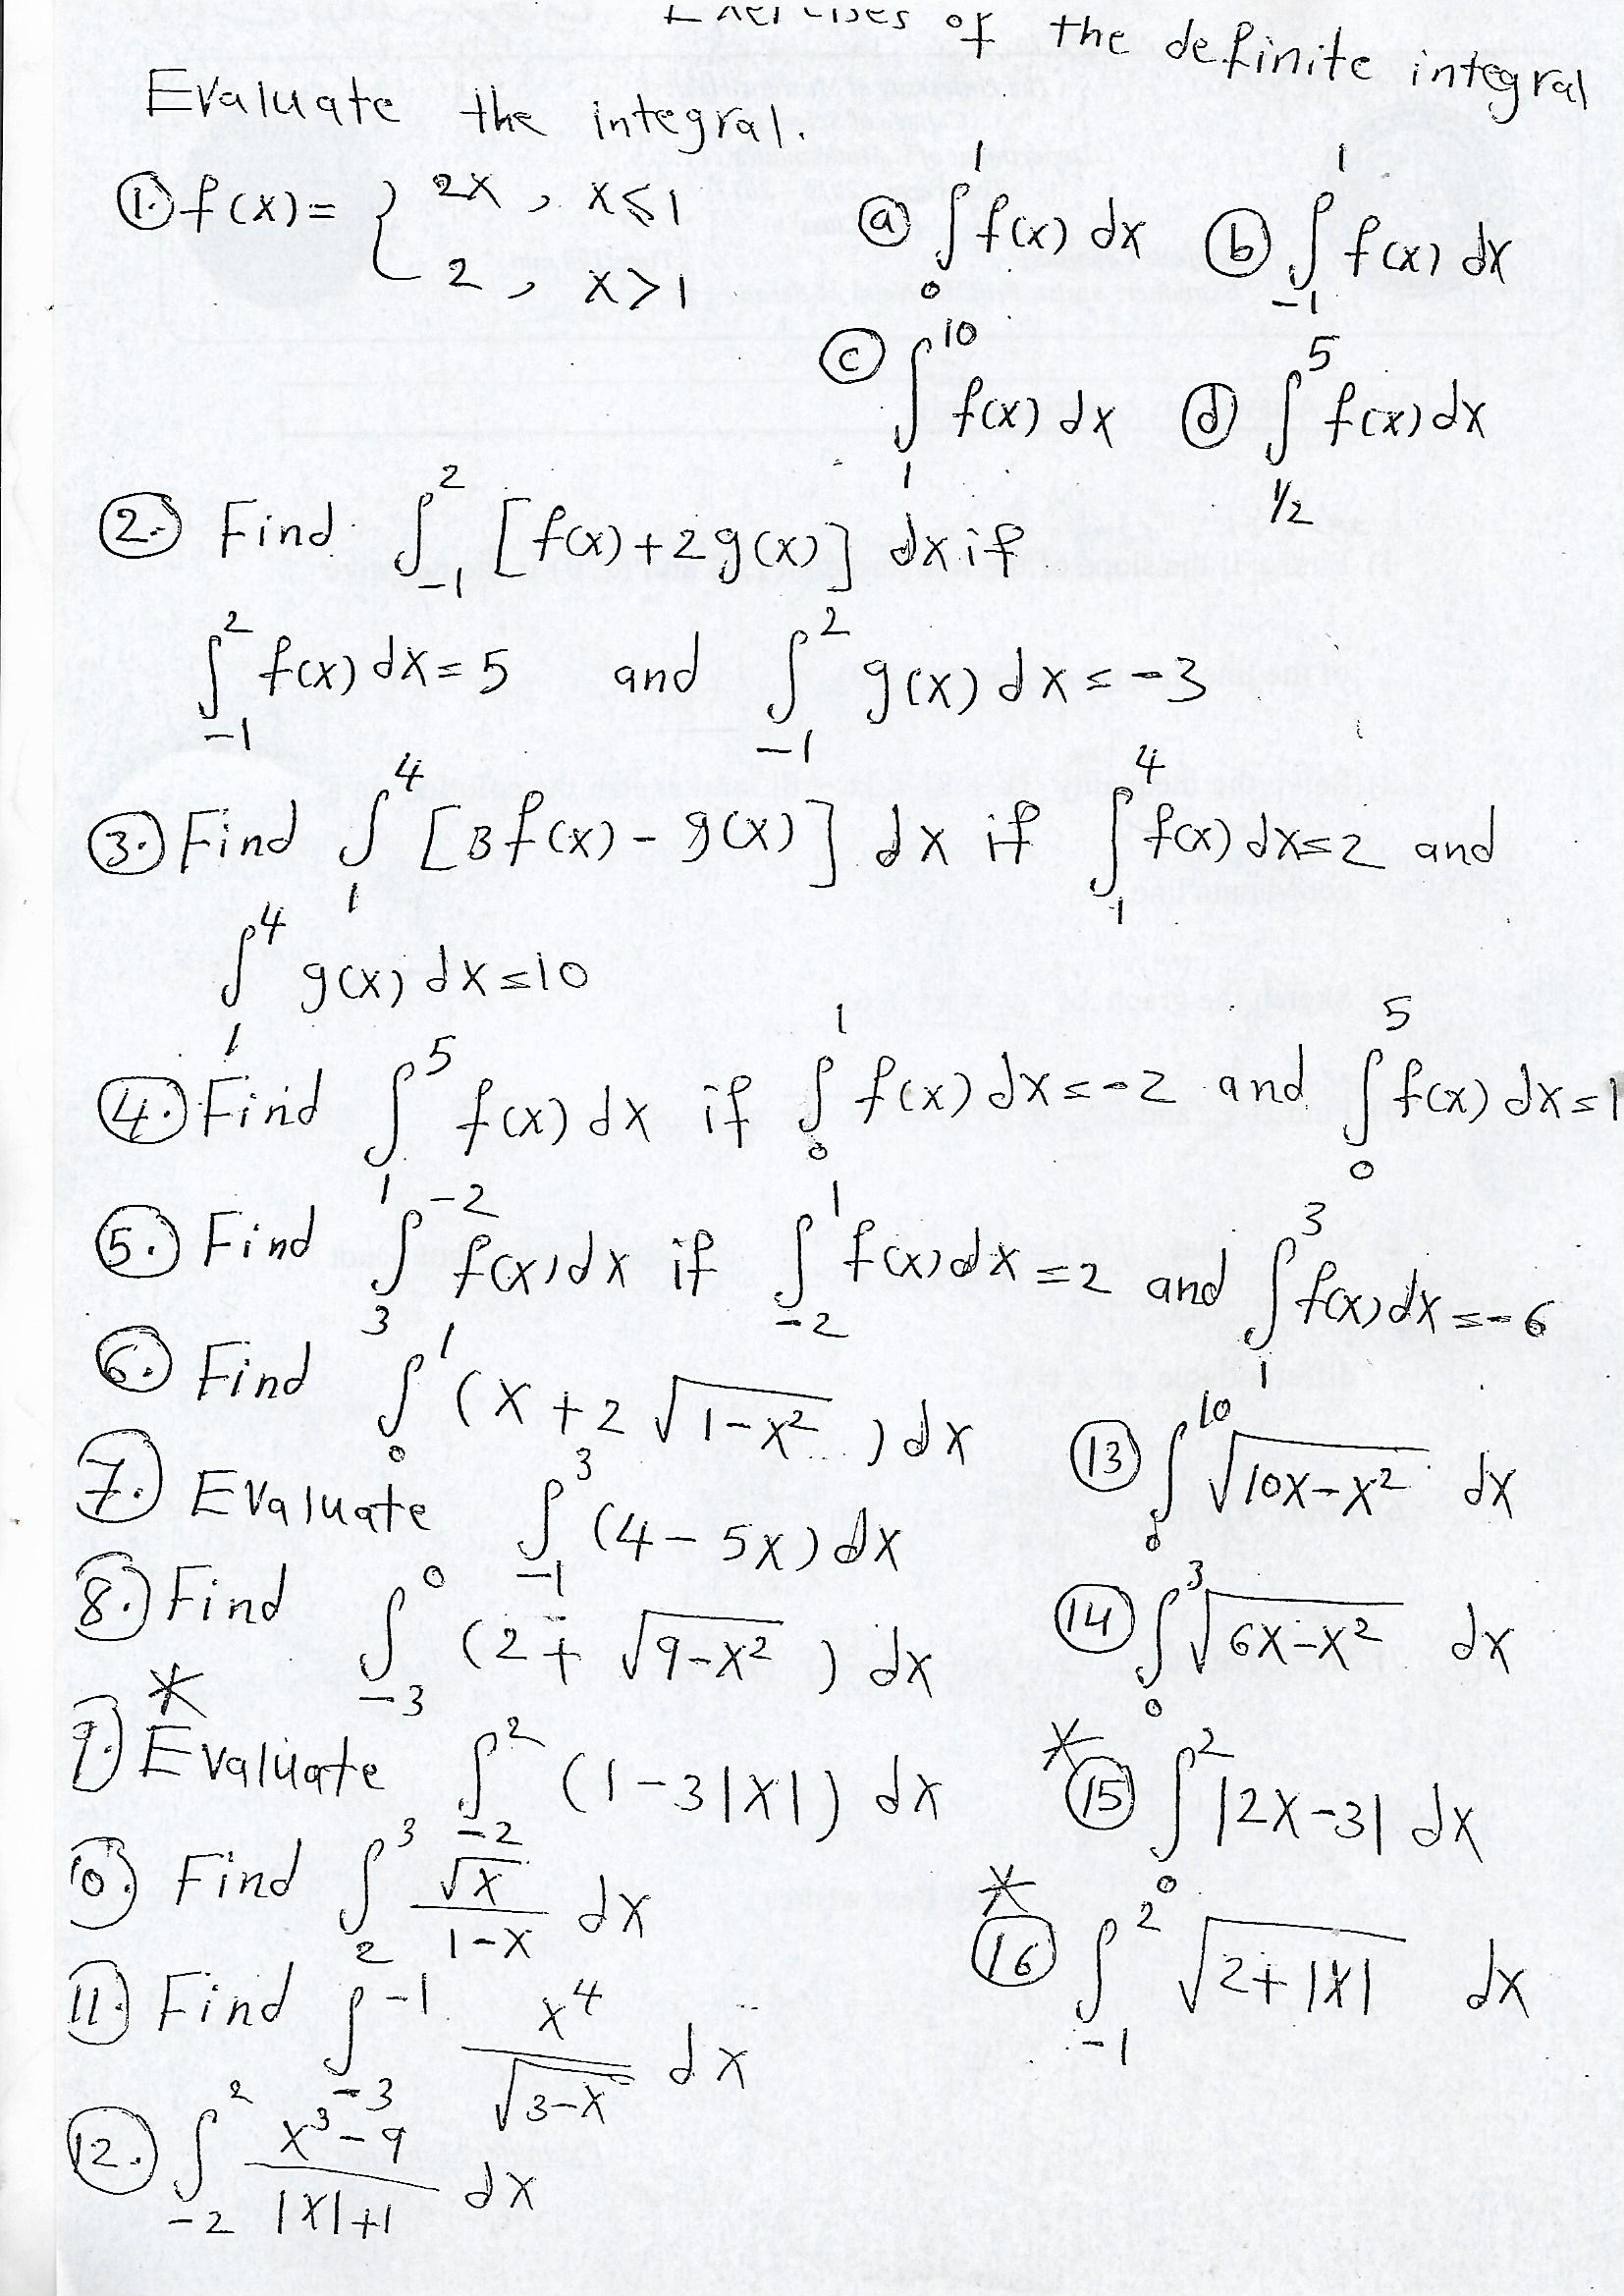 Exercises of the definite integral
Evaluate the integral.
①. f(x) = { 2x, x ≤ 1
2, x > 1
ⓐ ∫₀¹ f(x) dx ⓑ ∫₋₁¹ f(x) dx
ⓒ ∫₁¹⁰ f(x) dx ⓓ ∫_{1/2}^5 f(x) dx
②. Find ∫₋₁² [f(x)+2g(x)] dx if
∫₋₁² f(x) dx = 5 and ∫₋₁² g(x) dx = -3
③. Find ∫₁⁴ [3f(x) - g(x)] dx if ∫₁⁴ f(x) dx = 2 and
∫₁⁴ g(x) dx = 10
④. Find ∫₁⁵ f(x) dx if ∫₀¹ f(x) dx = -2 and ∫₀⁵ f(x) dx = 1
⑤. Find ∫₃⁻² f(x) dx if ∫₋₂¹ f(x) dx = 2 and ∫₁³ f(x) dx = -6
⑥. Find ∫₀¹ (x + 2√(1-x²)) dx
⑦. Evaluate ∫₋₁³ (4 - 5x) dx
⑧. Find ∫₋₃⁰ (2 + √(9-x²)) dx
*
⑨. Evaluate ∫₋₂² (1-3|x|) dx
⑩. Find ∫₂³ √x/(1-x) dx
⑪. Find ∫₋₃⁻¹ x⁴/√(3-x) dx
⑫. ∫₋₂² (x³-9)/(|x|+1) dx
⑬ ∫₀¹⁰ √(10x-x²) dx
⑭ ∫₀³ √(6x-x²) dx
* ⑮ ∫₀² |2x-3| dx
*
⑯ ∫₋₁² √(2+|x|) dx